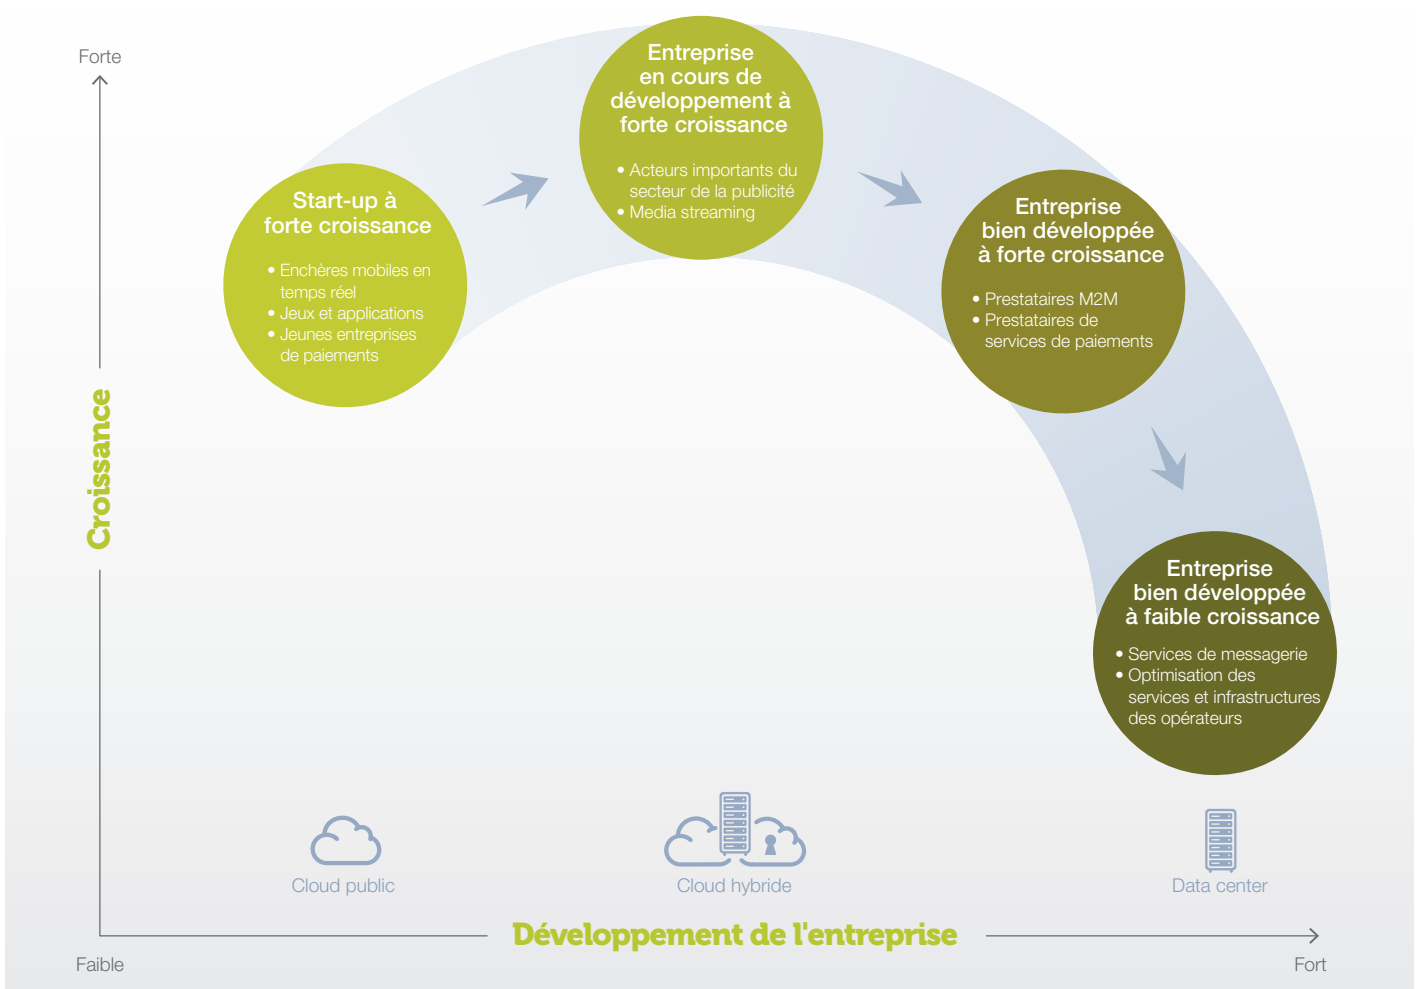 Forte
Croissance
Start-up à
forte croissance
• Enchères mobiles en
temps réel
• Jeux et applications
• Jeunes entreprises
de paiements
Entreprise
en cours de
développement à
forte croissance
• Acteurs importants du
secteur de la publicité
• Media streaming
Entreprise
bien développée
à forte croissance
• Prestataires M2M
• Prestataires de
services de paiements
Entreprise
bien développée
à faible croissance
• Services de messagerie
• Optimisation des
services et infrastructures
des opérateurs
Cloud public
Cloud hybride
Data center
Développement de l'entreprise
Faible
Fort